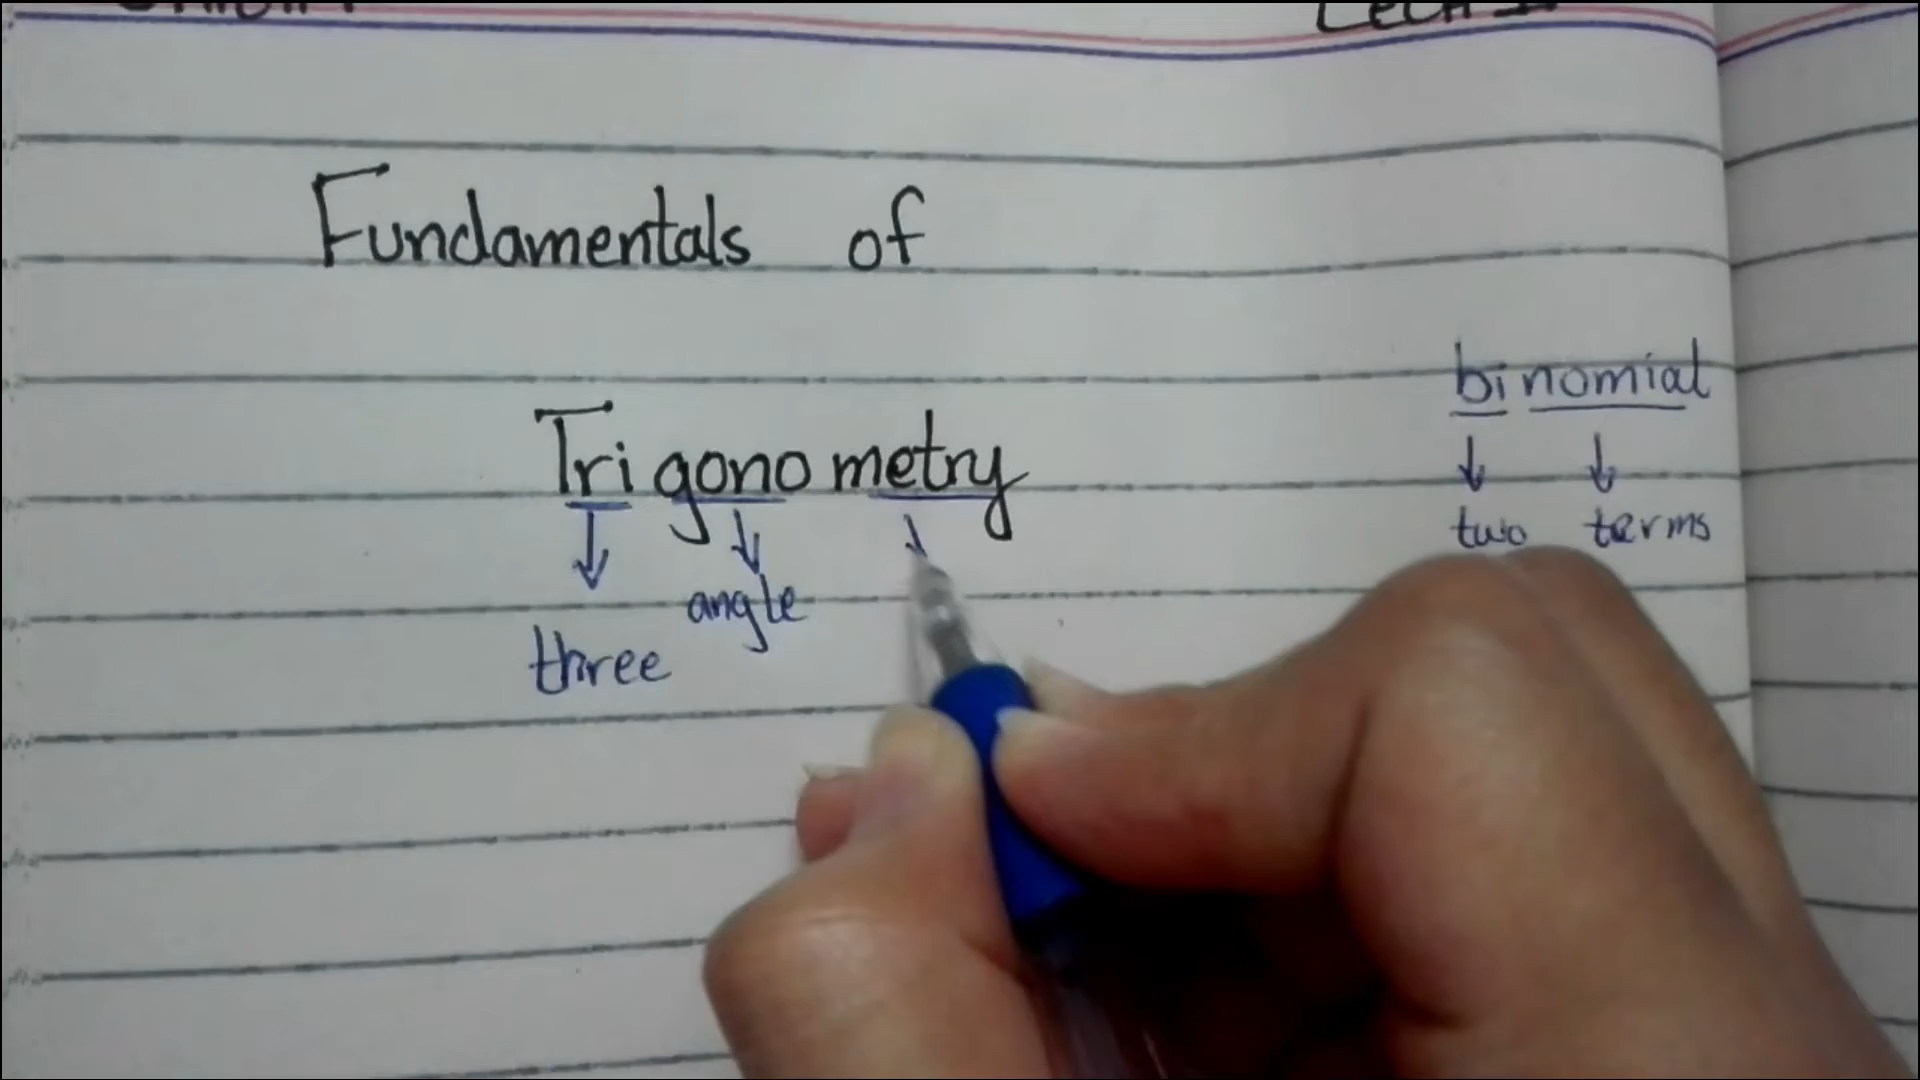 Fundamentals of
Trigonometry
binomial
two terms
angle
three